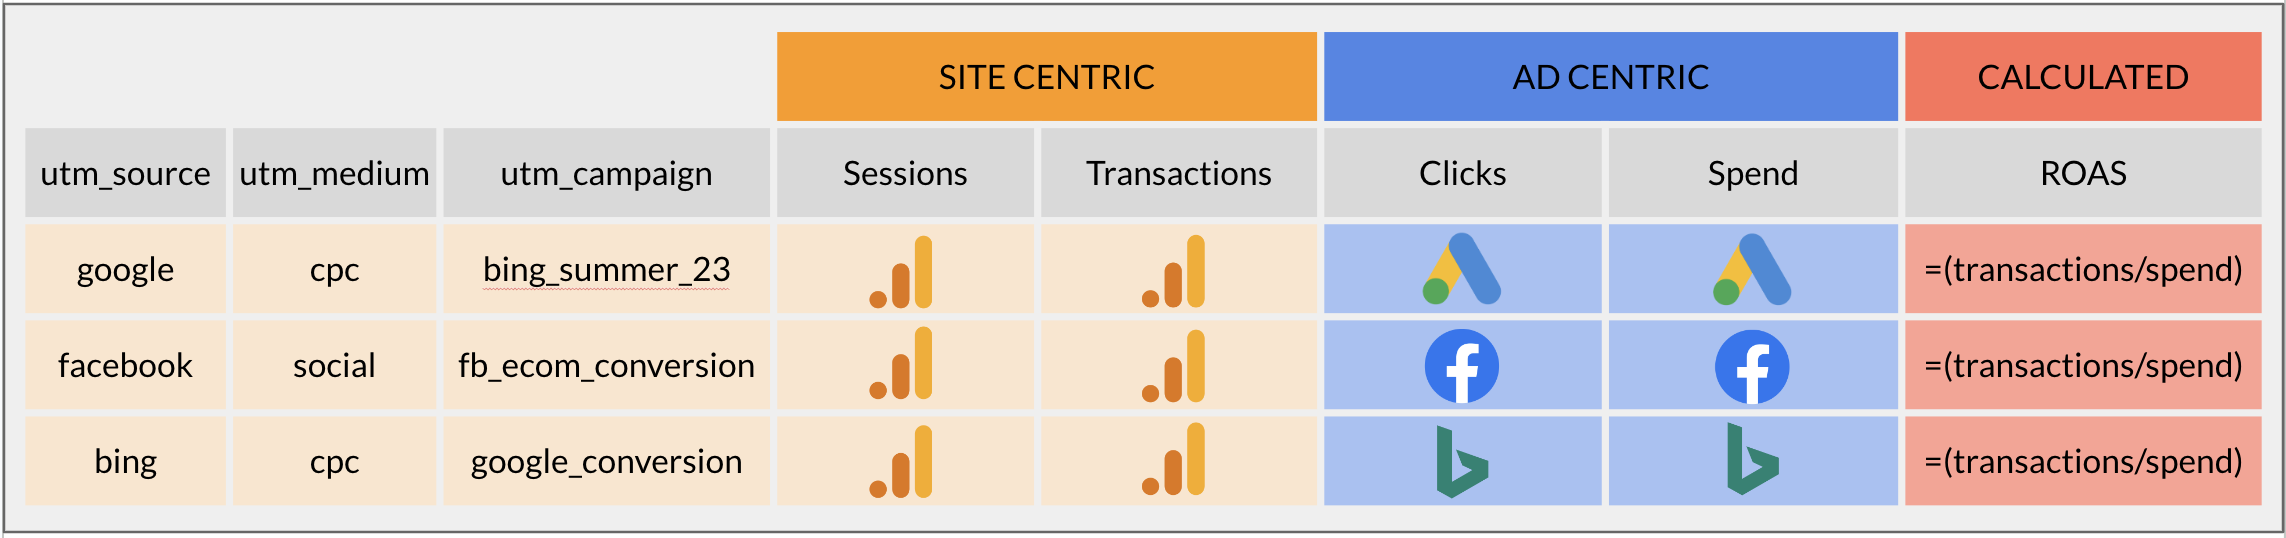 SITE CENTRIC AD CENTRIC CALCULATED
utm_source utm_medium utm_campaign Sessions Transactions Clicks Spend ROAS
google cpc bing_summer_23 =(transactions/spend)
facebook social fb_ecom_conversion =(transactions/spend)
bing cpc google_conversion =(transactions/spend)